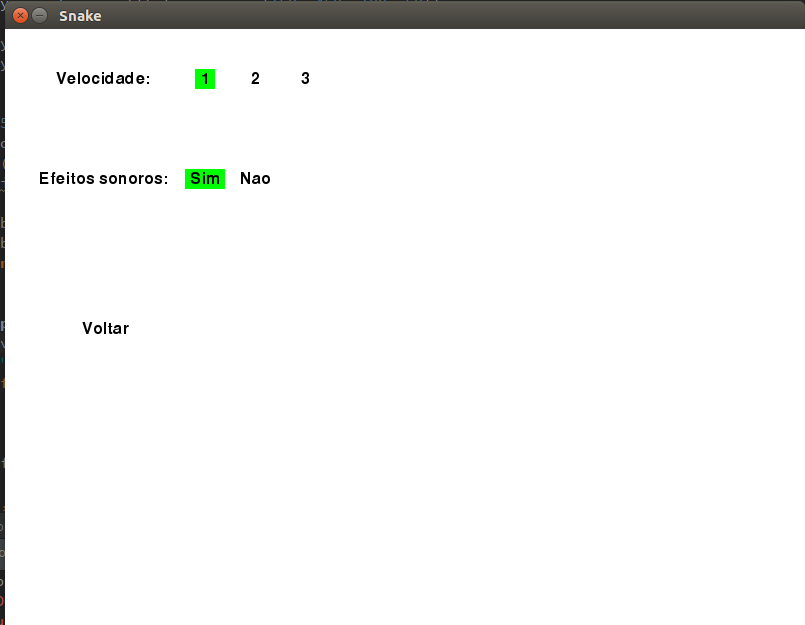 Snake
Velocidade: 1 2 3
Efeitos sonoros: Sim Nao
Voltar